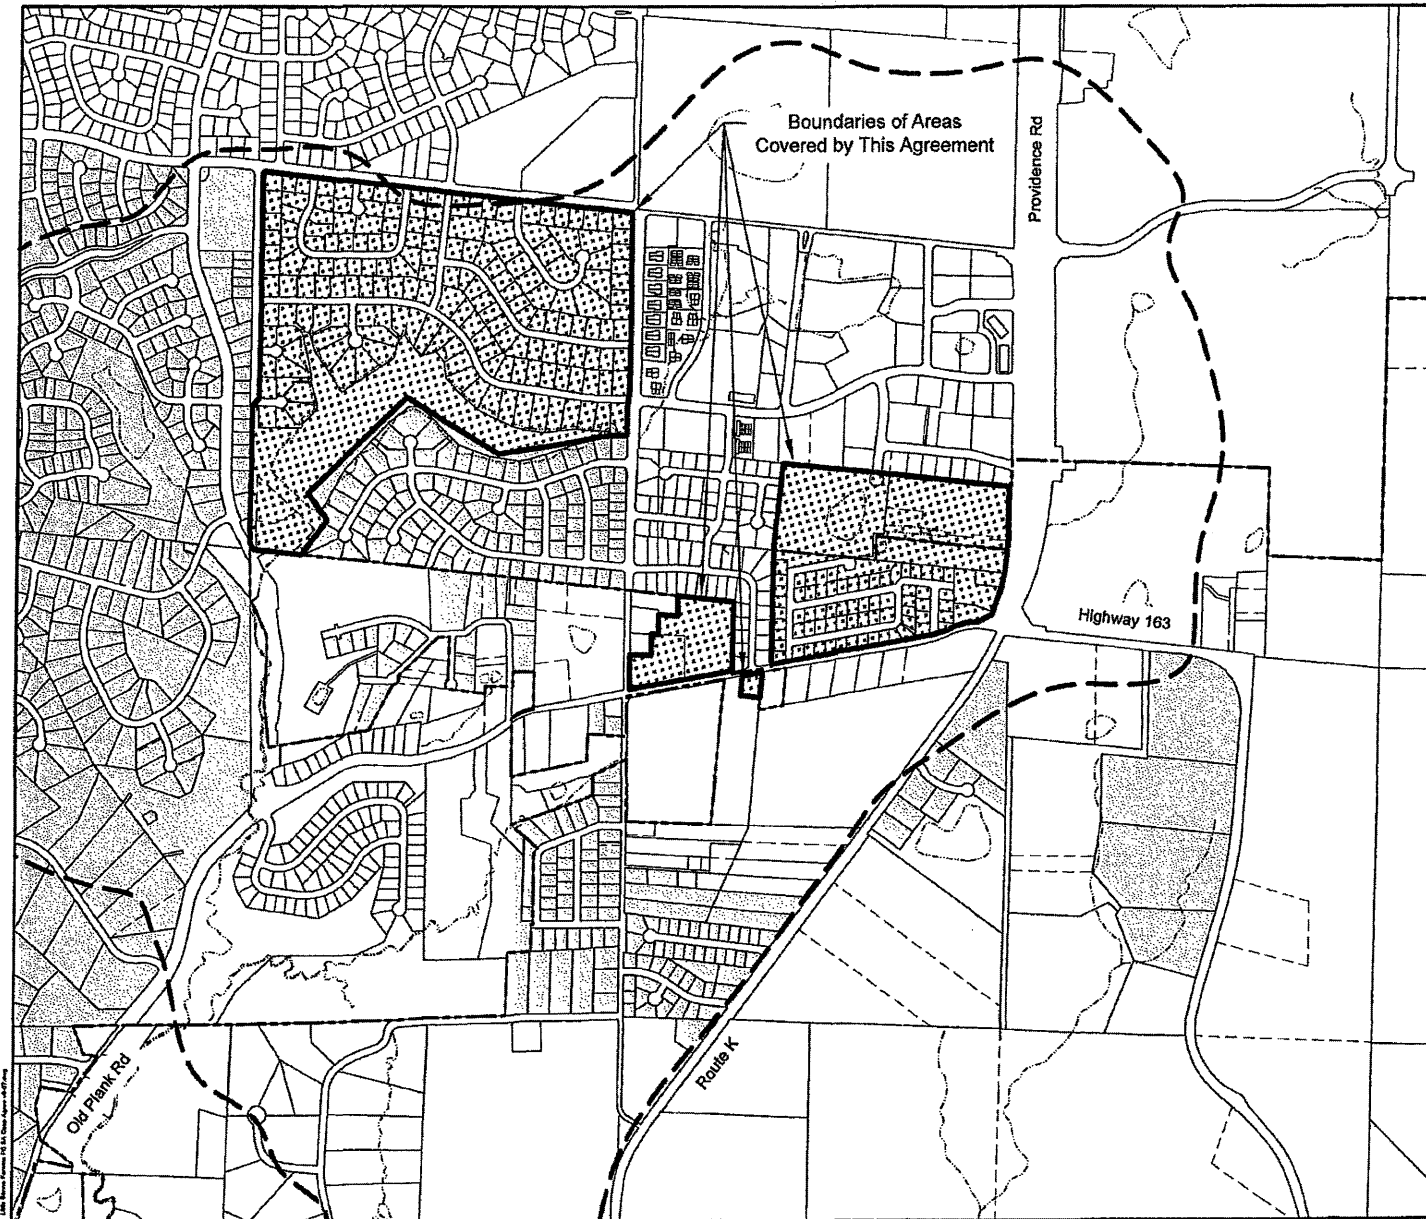 Boundaries of Areas
Covered by This Agreement
Providence Rd
Highway 163
Route K
Old Plank Rd